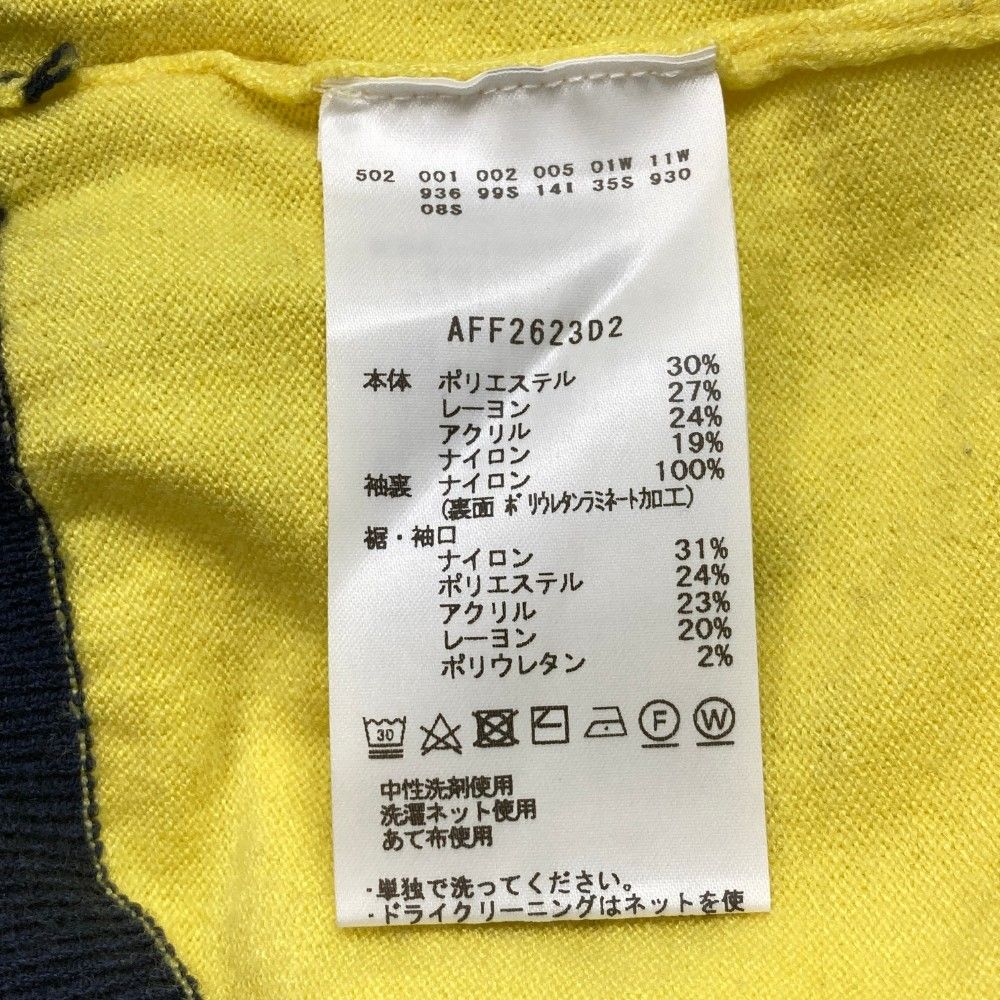 502 001 002 005 01W 11W
936 99S 14I 35S 930
08S
AFF2623D2
本体 ポリエステル 30%
レーヨン 27%
アクリル 24%
ナイロン 19%
袖裏 ナイロン 100%
(裏面 ポリウレタンラミネートカロエ)
裾・袖口
ナイロン 31%
ポリエステル 24%
アクリル 23%
レーヨン 20%
ポリウレタン 2%
30 F W
中性洗剤使用
洗濯ネット使用
あて布使用
・単独で洗ってください。
・ドライクリーニングはネットを使